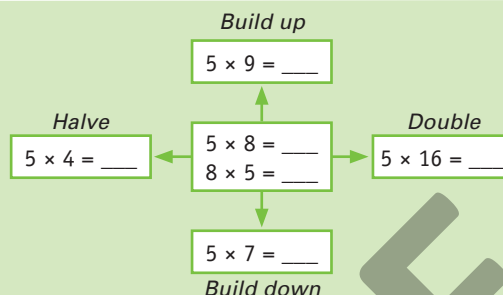 Build up
5 × 9 = ___
Halve
Double
5 × 4 = ___
5 × 8 = ___
8 × 5 = ___
5 × 16 = ___
5 × 7 = ___
Build down